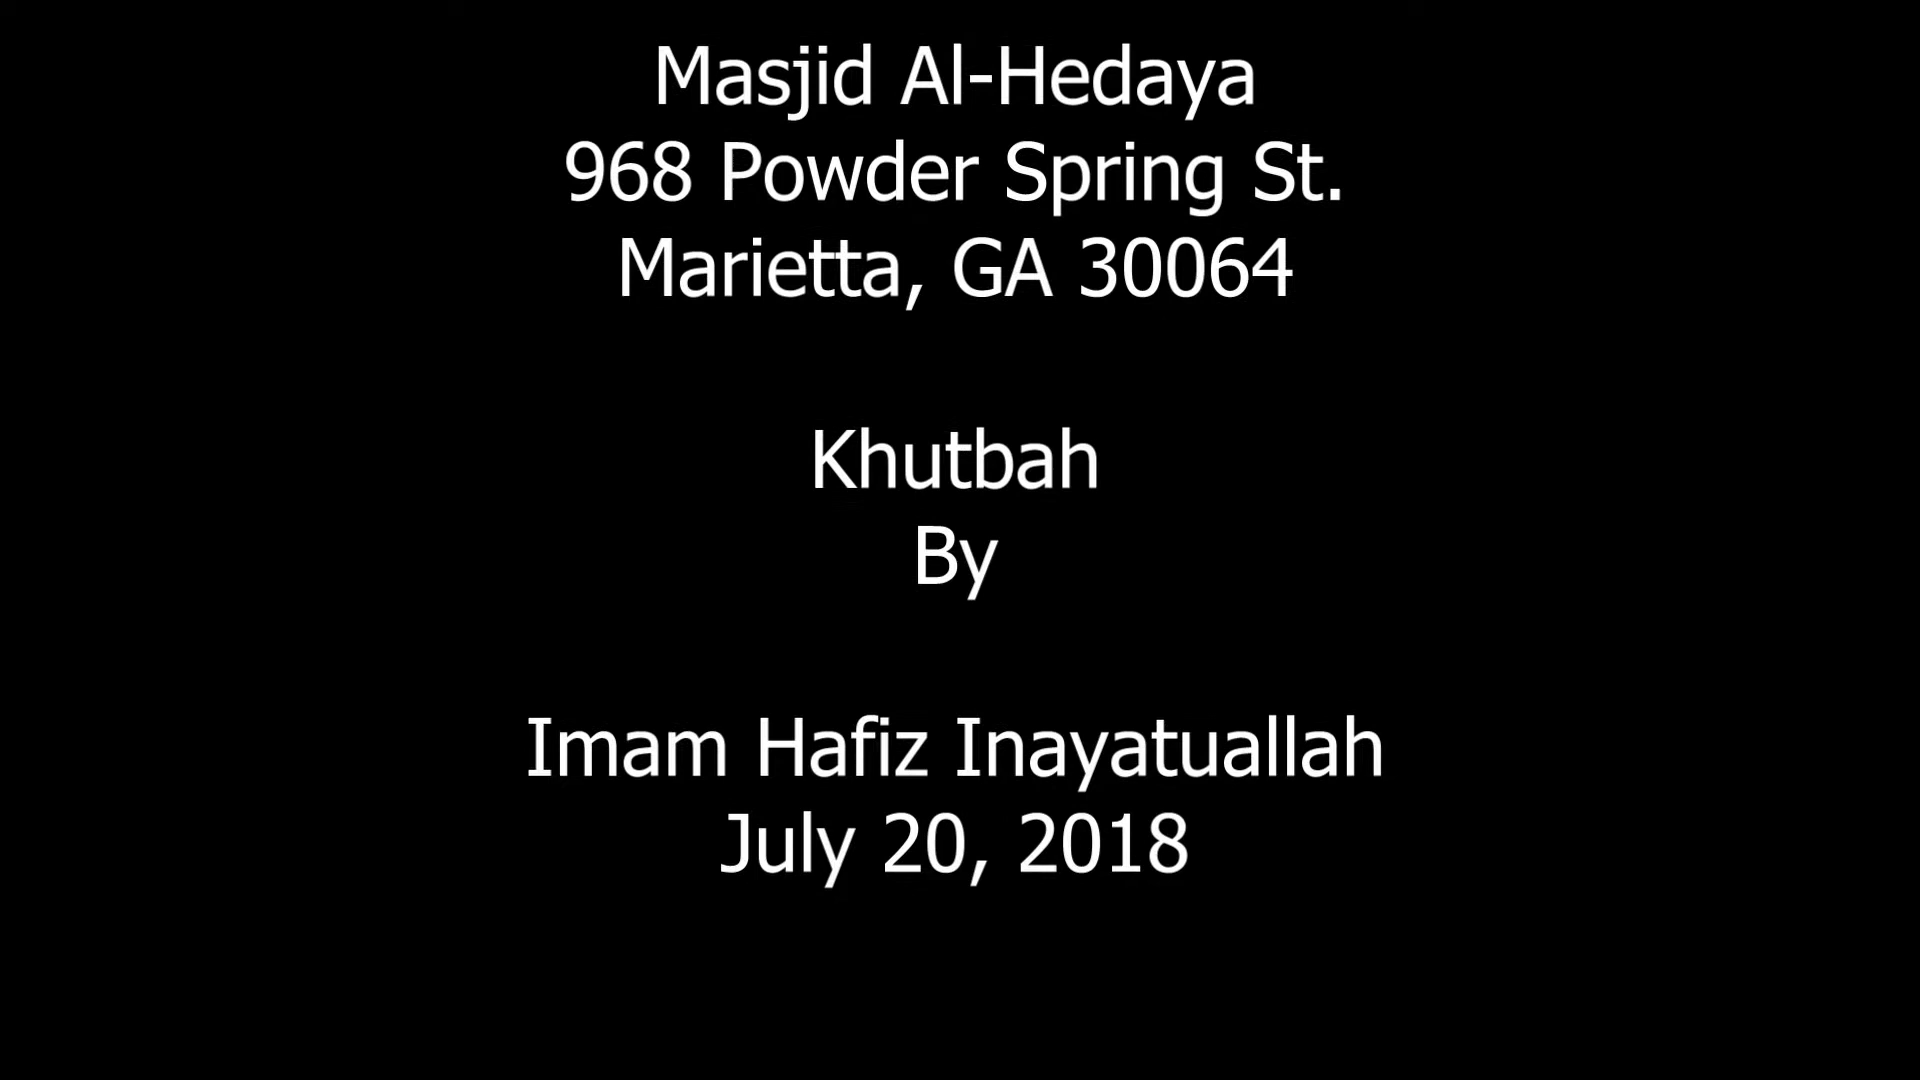 Masjid Al-Hedaya
968 Powder Spring St.
Marietta, GA 30064
Khutbah
By
Imam Hafiz Inayatuallah
July 20, 2018